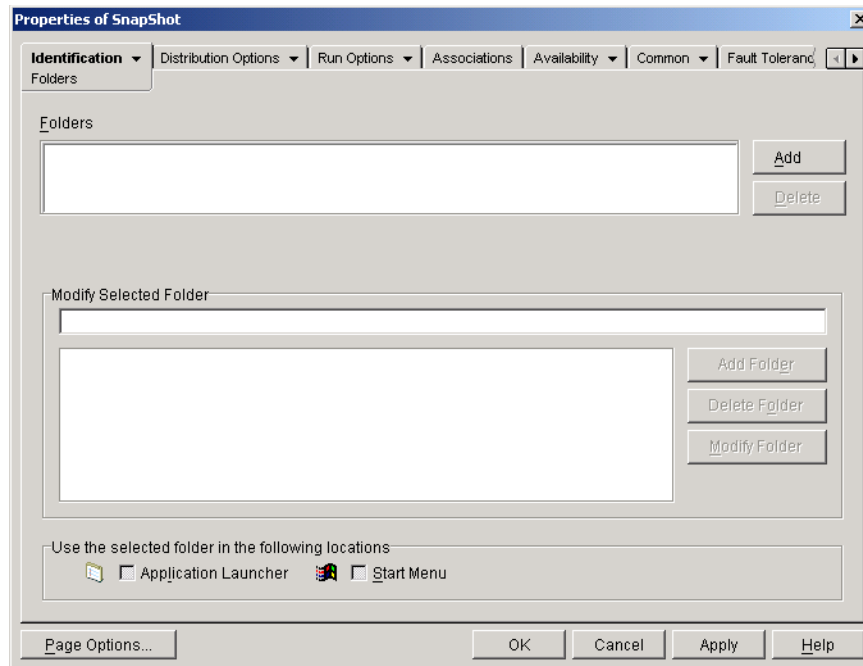 Properties of SnapShot
Identification Distribution Options Run Options Associations Availability Common Fault
Folders
Folders
Add
Delete
Modify Selected Folder
Add Folder
Delete Folder
Modify Folder
Use the selected folder in the following locations
Application Launcher Start Menu
Page Options... OK Cancel Apply Help